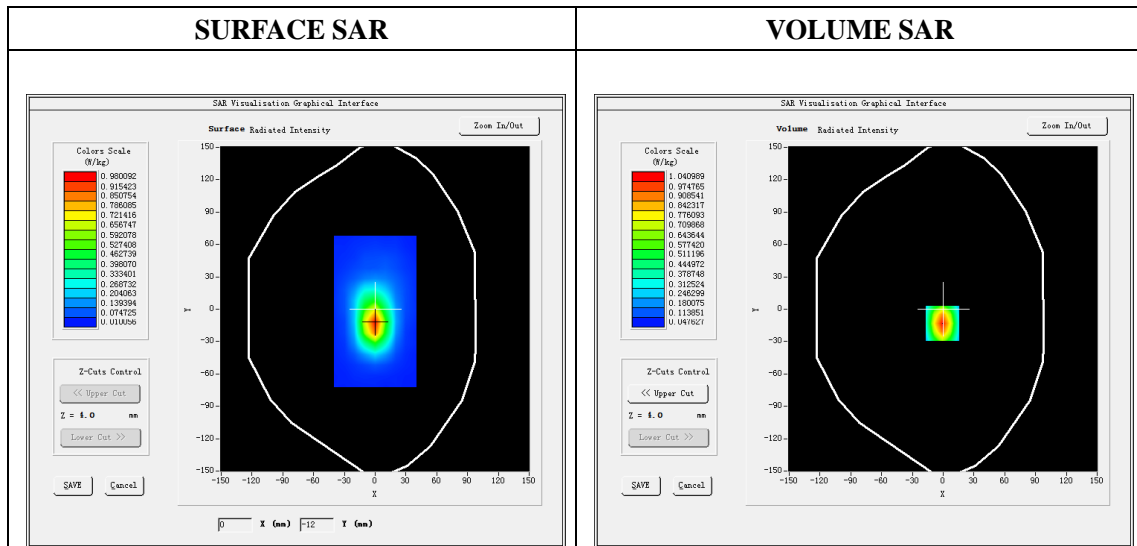 SURFACE SAR
VOLUME SAR
SAR Visualisation Graphical Interface
Surface Radiated Intensity
Zoom In/Out
Colors Scale
(W/kg)
0.980092
0.915423
0.850754
0.786085
0.721416
0.656747
0.592078
0.527408
0.462739
0.398070
0.333401
0.268732
0.204063
0.139394
0.074725
0.010056
Z-Cuts Control
<< Upper Cut
Z = 4.0 mm
Lower Cut >>
SAVE
Cancel
150
120
90
60
30
0
-30
-60
-90
-120
-150
Y
-150 -120 -90 -60 -30 0 30 60 90 120 150
X
0 X (mm) -12 Y (mm)
SAR Visualisation Graphical Interface
Volume Radiated Intensity
Zoom In/Out
Colors Scale
(W/kg)
1.040989
0.974765
0.908541
0.842317
0.776093
0.709868
0.643644
0.577420
0.511196
0.444972
0.378748
0.312524
0.246299
0.180075
0.113851
0.047627
Z-Cuts Control
<< Upper Cut
Z = 4.0 mm
Lower Cut >>
SAVE
Cancel
150
120
90
60
30
0
-30
-60
-90
-120
-150
Y
-150 -120 -90 -60 -30 0 30 60 90 120 150
X